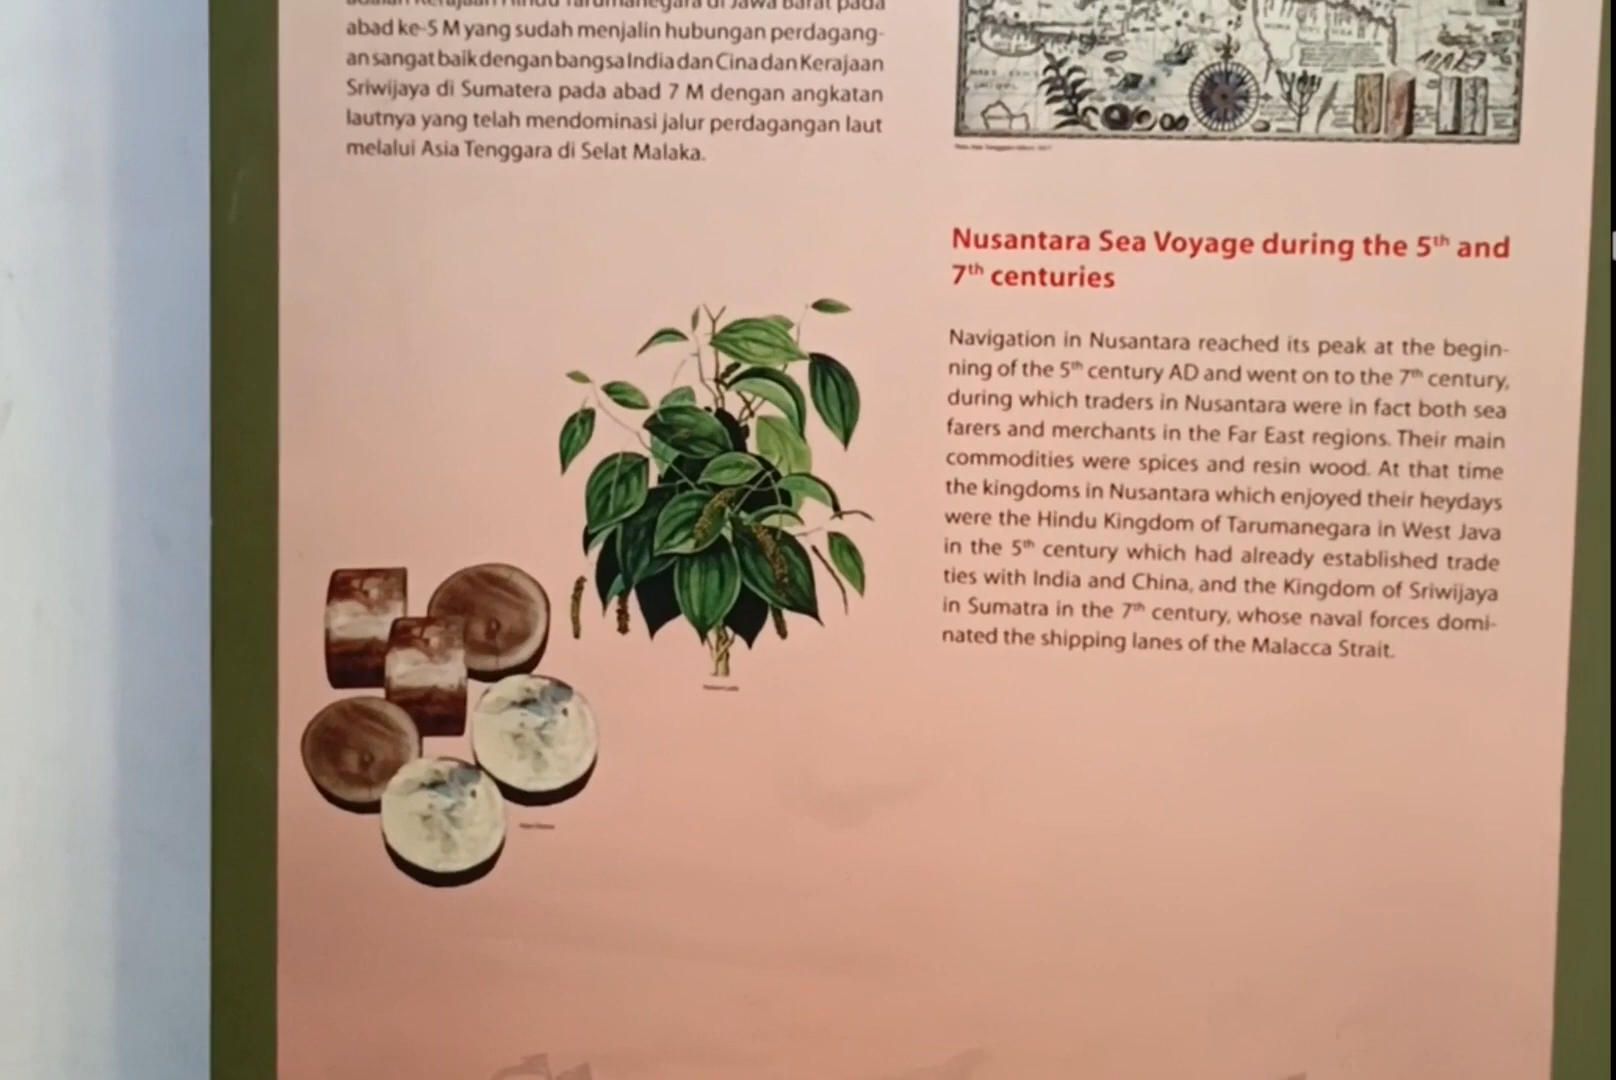 abad ke-5 M yang sudah menjalin hubungan perdagang-
an sangat baik dengan bangsa India dan Cina dan Kerajaan
Sriwijaya di Sumatera pada abad 7 M dengan angkatan
lautnya yang telah mendominasi jalur perdagangan laut
melalui Asia Tenggara di Selat Malaka.
Nusantara Sea Voyage during the 5th and
7th centuries
Navigation in Nusantara reached its peak at the begin-
ning of the 5th century AD and went on to the 7th century,
during which traders in Nusantara were in fact both sea
farers and merchants in the Far East regions. Their main
commodities were spices and resin wood. At that time
the kingdoms in Nusantara which enjoyed their heydays
were the Hindu Kingdom of Tarumanegara in West Java
in the 5th century which had already established trade
ties with India and China, and the Kingdom of Sriwijaya
in Sumatra in the 7th century, whose naval forces domi-
nated the shipping lanes of the Malacca Strait.